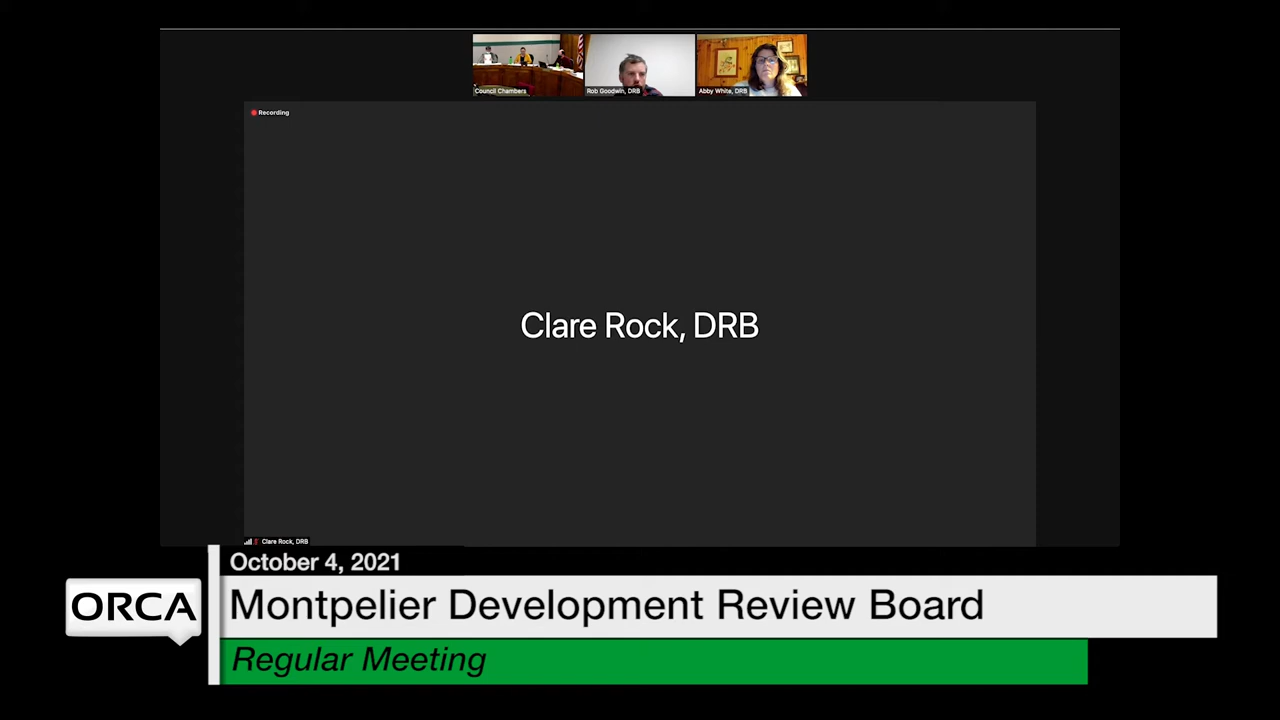 Council Chambers
Rob Goodwin, DRB
Abby White, DRB
Recording
Clare Rock, DRB
Clare Rock, DRB
October 4, 2021
ORCA
Montpelier Development Review Board
Regular Meeting